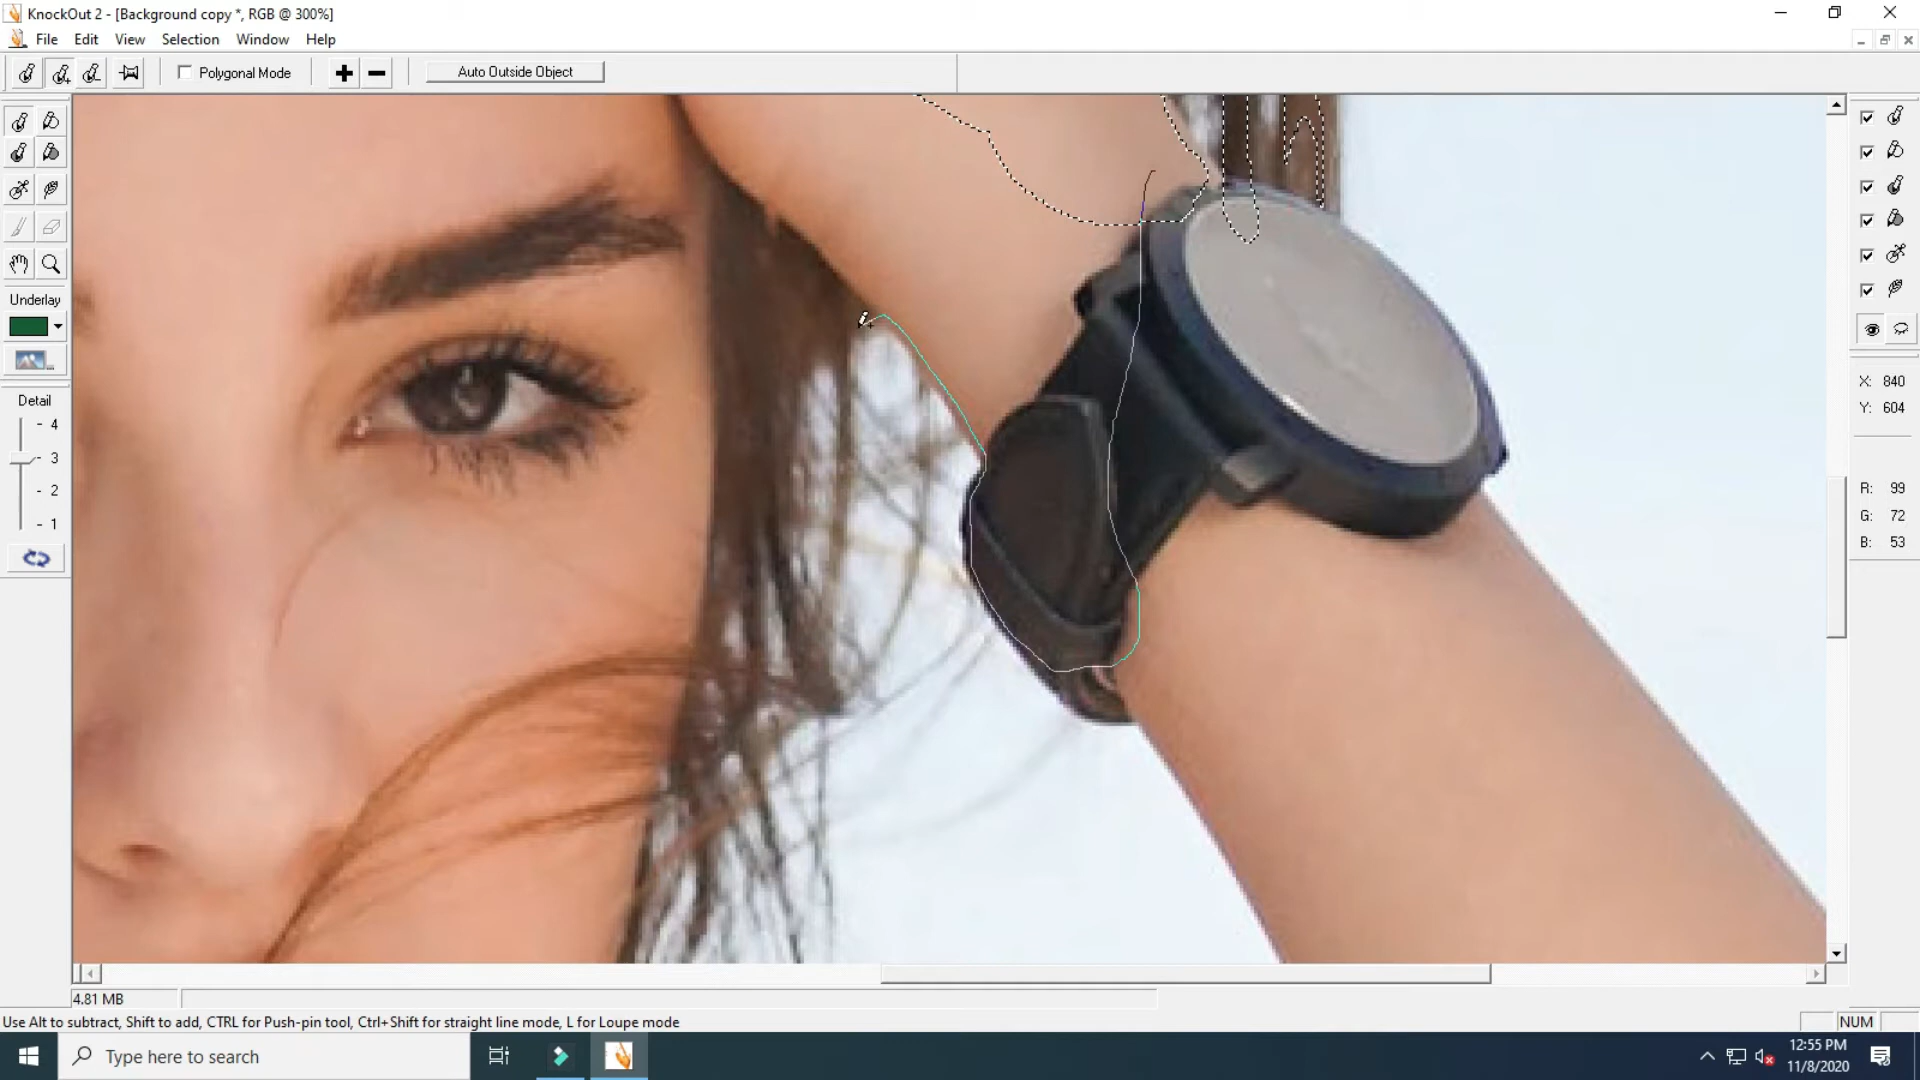 KnockOut 2 - [Background copy *, RGB @ 300%]
File Edit View Selection Window Help
Polygonal Mode
Auto Outside Object
Underlay
Detail
- 4
- 3
- 2
- 1
X: 840
Y: 604
R: 99
G: 72
B: 53
4.81 MB
Use Alt to subtract, Shift to add, CTRL for Push-pin tool, Ctrl+Shift for straight line mode, L for Loupe mode
NUM
Type here to search
12:55 PM
11/8/2020